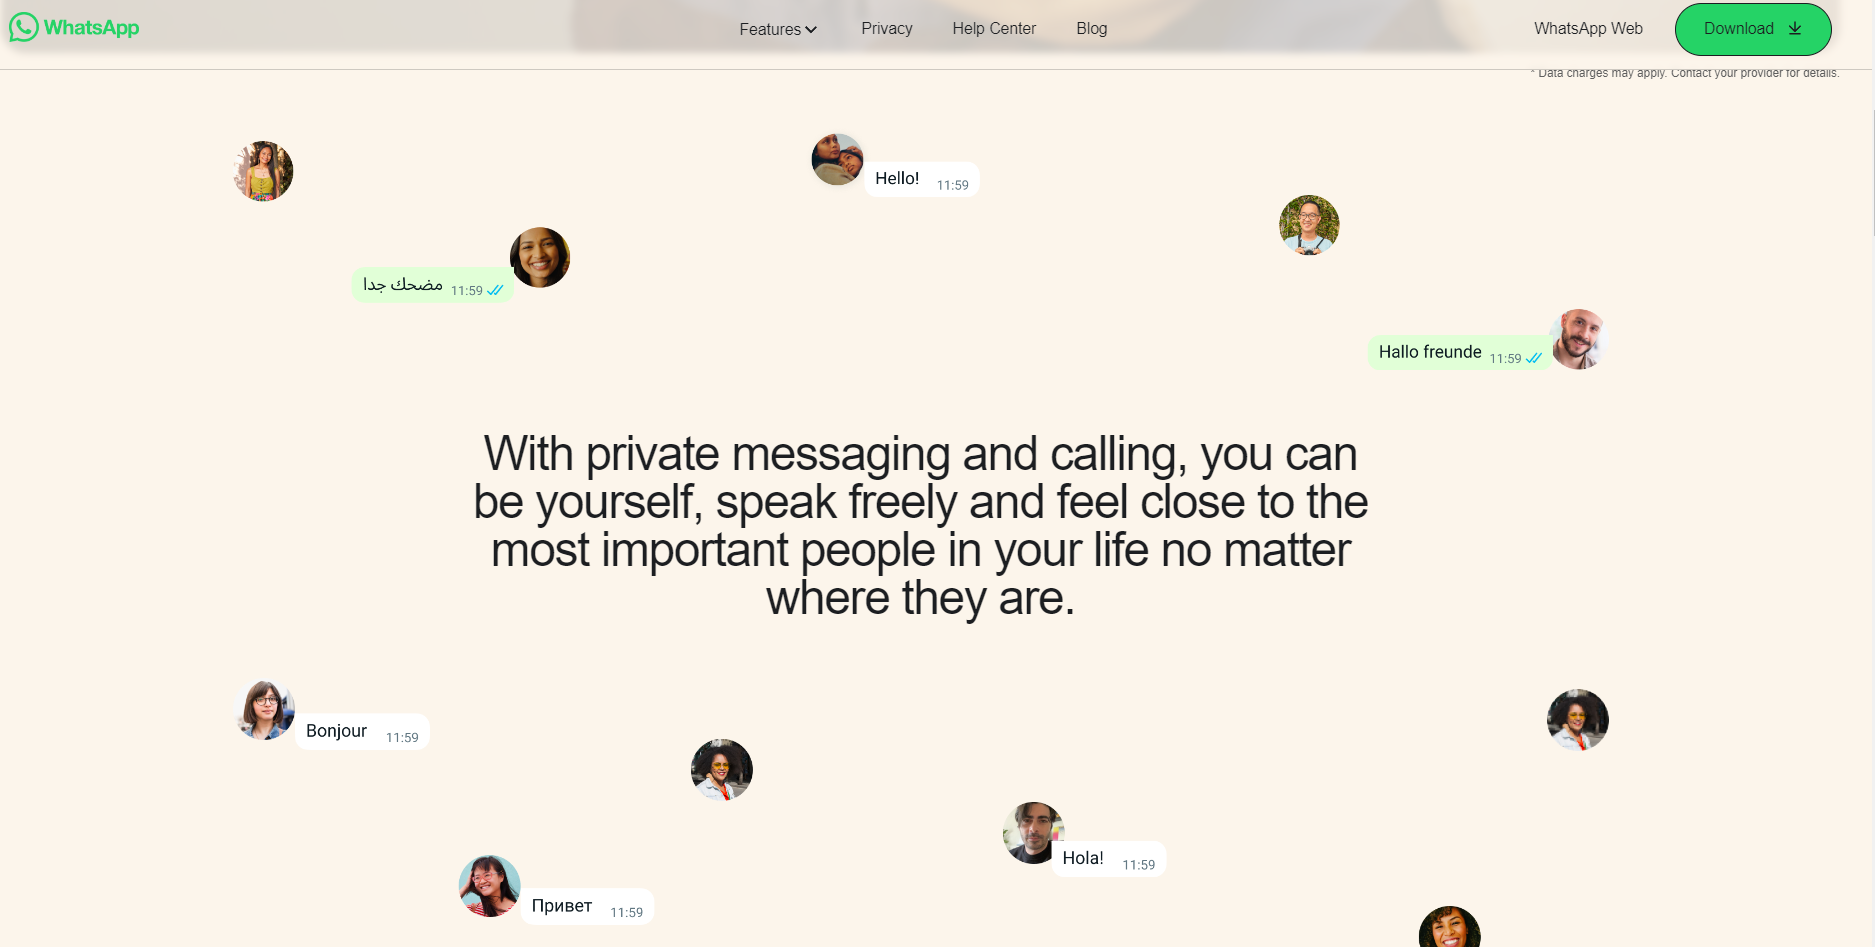 WhatsApp
Features
Privacy
Help Center
Blog
WhatsApp Web
Download
* Data charges may apply. Contact your provider for details.
Hello! 11:59
مضحك جدا 11:59
Hallo freunde 11:59
With private messaging and calling, you can
be yourself, speak freely and feel close to the
most important people in your life no matter
where they are.
Bonjour 11:59
Hola! 11:59
Привет 11:59